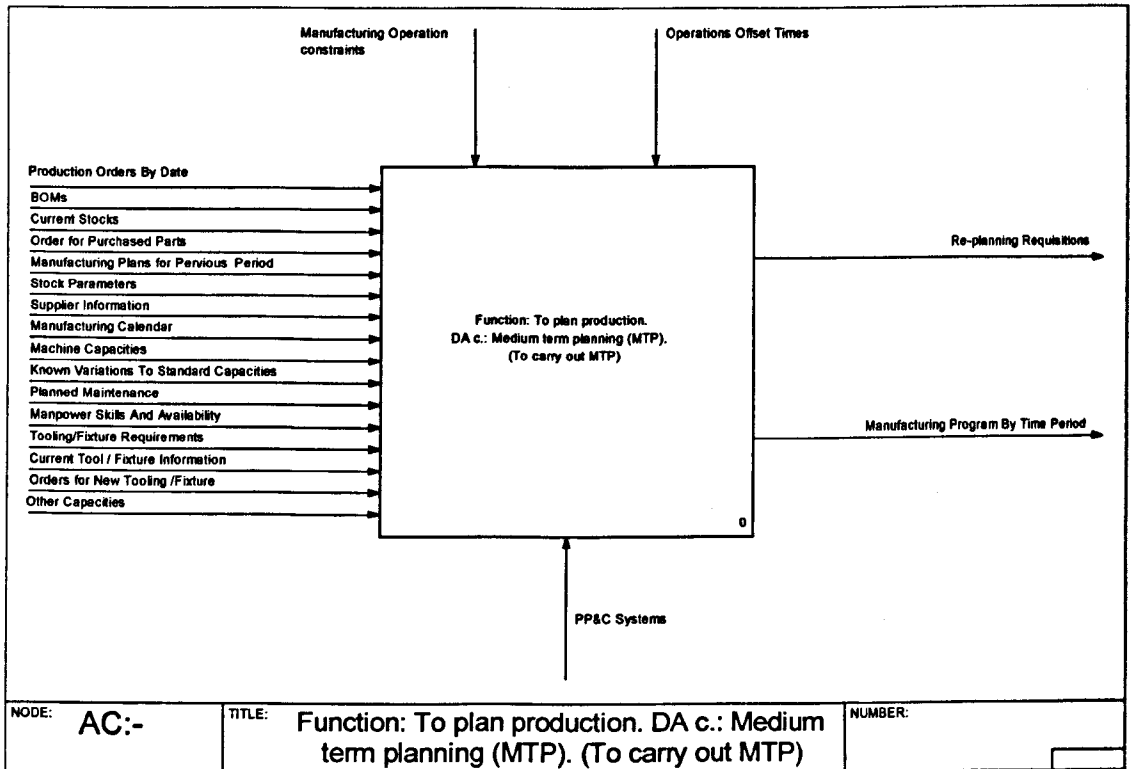 Manufacturing Operation
constraints
Operations Offset Times
Production Orders By Date
BOMs
Current Stocks
Order for Purchased Parts
Manufacturing Plans for Pervious Period
Stock Parameters
Supplier Information
Manufacturing Calendar
Machine Capacities
Known Variations To Standard Capacities
Planned Maintenance
Manpower Skills And Availability
Tooling/Fixture Requirements
Current Tool / Fixture Information
Orders for New Tooling /Fixture
Other Capacities
Function: To plan production.
DA c.: Medium term planning (MTP).
(To carry out MTP)
0
Re-planning Requisitions
Manufacturing Program By Time Period
PP&C Systems
NODE: AC:-
TITLE: Function: To plan production. DA c.: Medium
term planning (MTP). (To carry out MTP)
NUMBER: